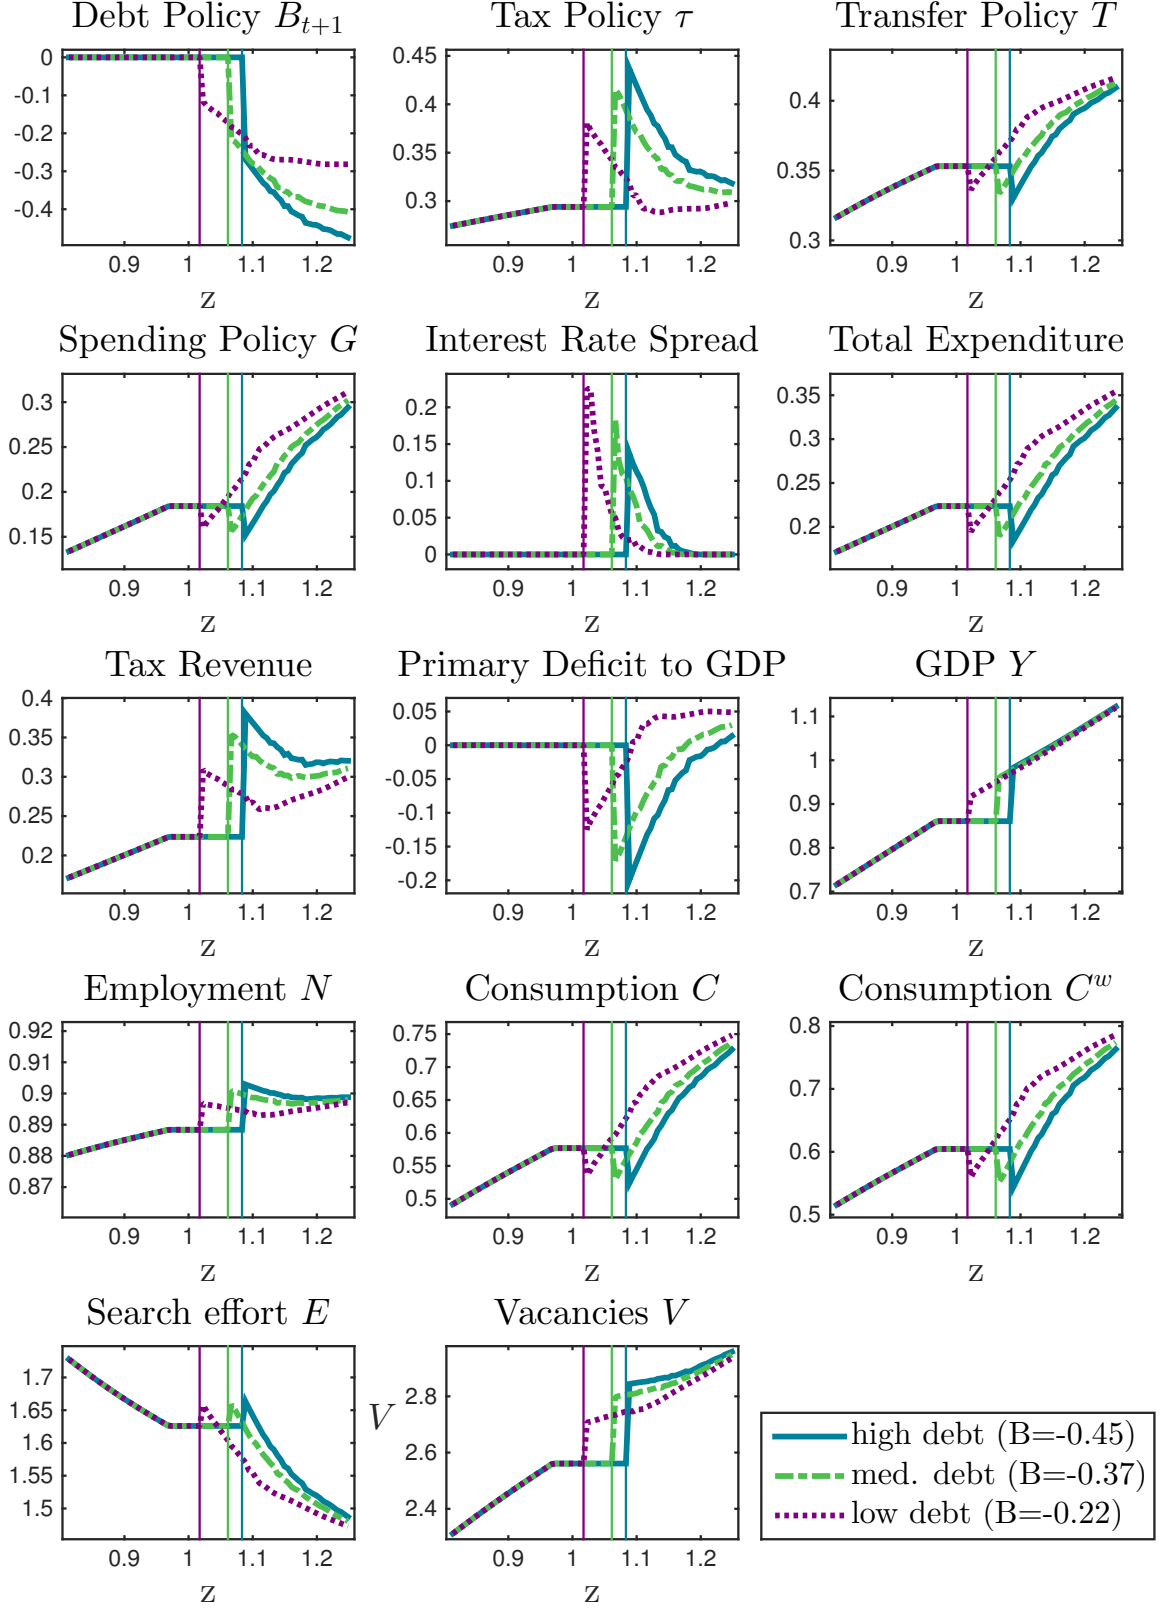 Debt Policy B_{t+1}
0
-0.1
-0.2
-0.3
-0.4
0.9 1 1.1 1.2
z
Tax Policy τ
0.45
0.4
0.35
0.3
0.9 1 1.1 1.2
z
Transfer Policy T
0.4
0.35
0.3
0.9 1 1.1 1.2
z
Spending Policy G
0.3
0.25
0.2
0.15
0.9 1 1.1 1.2
z
Interest Rate Spread
0.2
0.15
0.1
0.05
0
0.9 1 1.1 1.2
z
Total Expenditure
0.35
0.3
0.2
0.2
0.9 1 1.1 1.2
z
Tax Revenue
0.4
0.35
0.3
0.2
0.2
0.9 1 1.1 1.2
z
Primary Deficit to GDP
0.05
0
-0.05
-0.1
-0.15
-0.2
0.9 1 1.1 1.2
z
GDP Y
1.1
1
0.9
0.8
0.7
0.9 1 1.1 1.2
z
Employment N
0.92
0.91
0.9
0.89
0.88
0.87
0.9 1 1.1 1.2
z
Consumption C
0.75
0.7
0.65
0.6
0.55
0.5
0.9 1 1.1 1.2
z
Consumption C^w
0.8
0.7
0.6
0.5
0.9 1 1.1 1.2
z
Search effort E
1.7
1.65
1.6
1.55
1.5
0.9 1 1.1 1.2
z
Vacancies V
V
2.8
2.6
2.4
0.9 1 1.1 1.2
z
high debt (B=-0.45)
med. debt (B=-0.37)
low debt (B=-0.22)